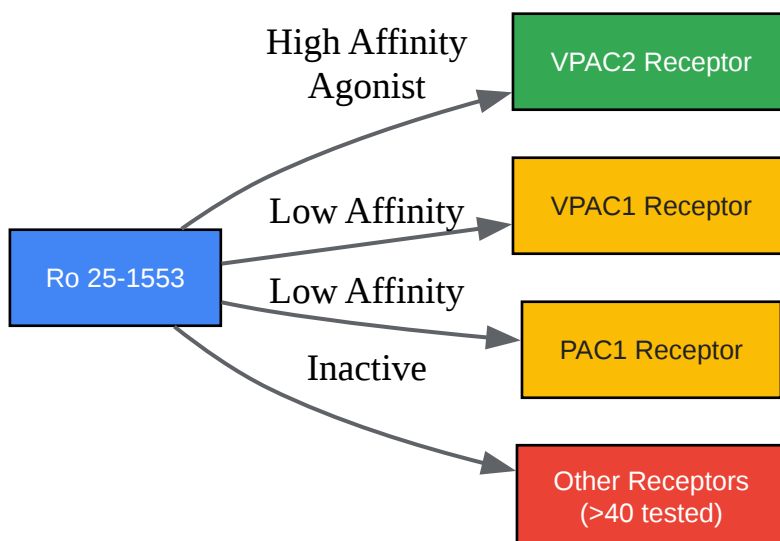 High Affinity
Agonist
VPAC2 Receptor
Low Affinity
VPAC1 Receptor
Ro 25-1553
Low Affinity
PAC1 Receptor
Inactive
Other Receptors
(>40 tested)